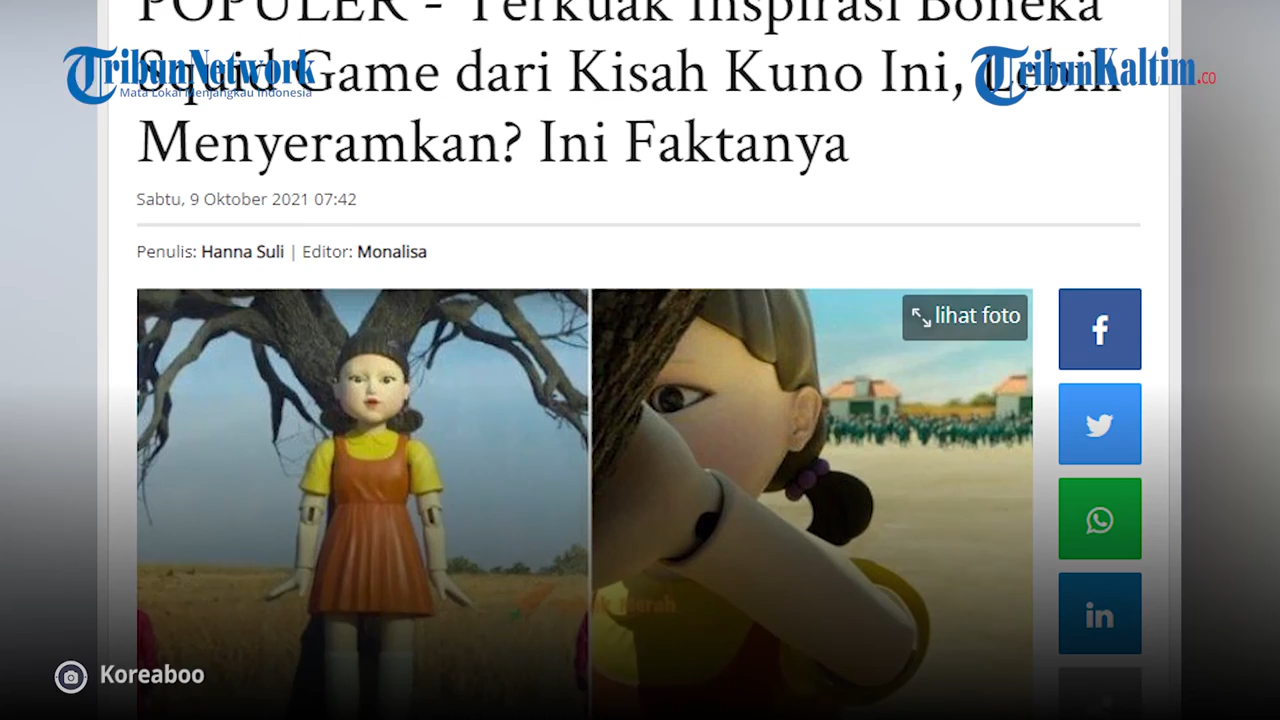 POPULER - Terkuak Inspirasi Boneka
Squid Game dari Kisah Kuno Ini, Lebih
Menyeramkan? Ini Faktanya
TribunNetwork
Mata Lokal Menjangkau Indonesia
TribunKaltim.co
Sabtu, 9 Oktober 2021 07:42
Penulis: Hanna Suli | Editor: Monalisa
lihat foto
Koreaboo